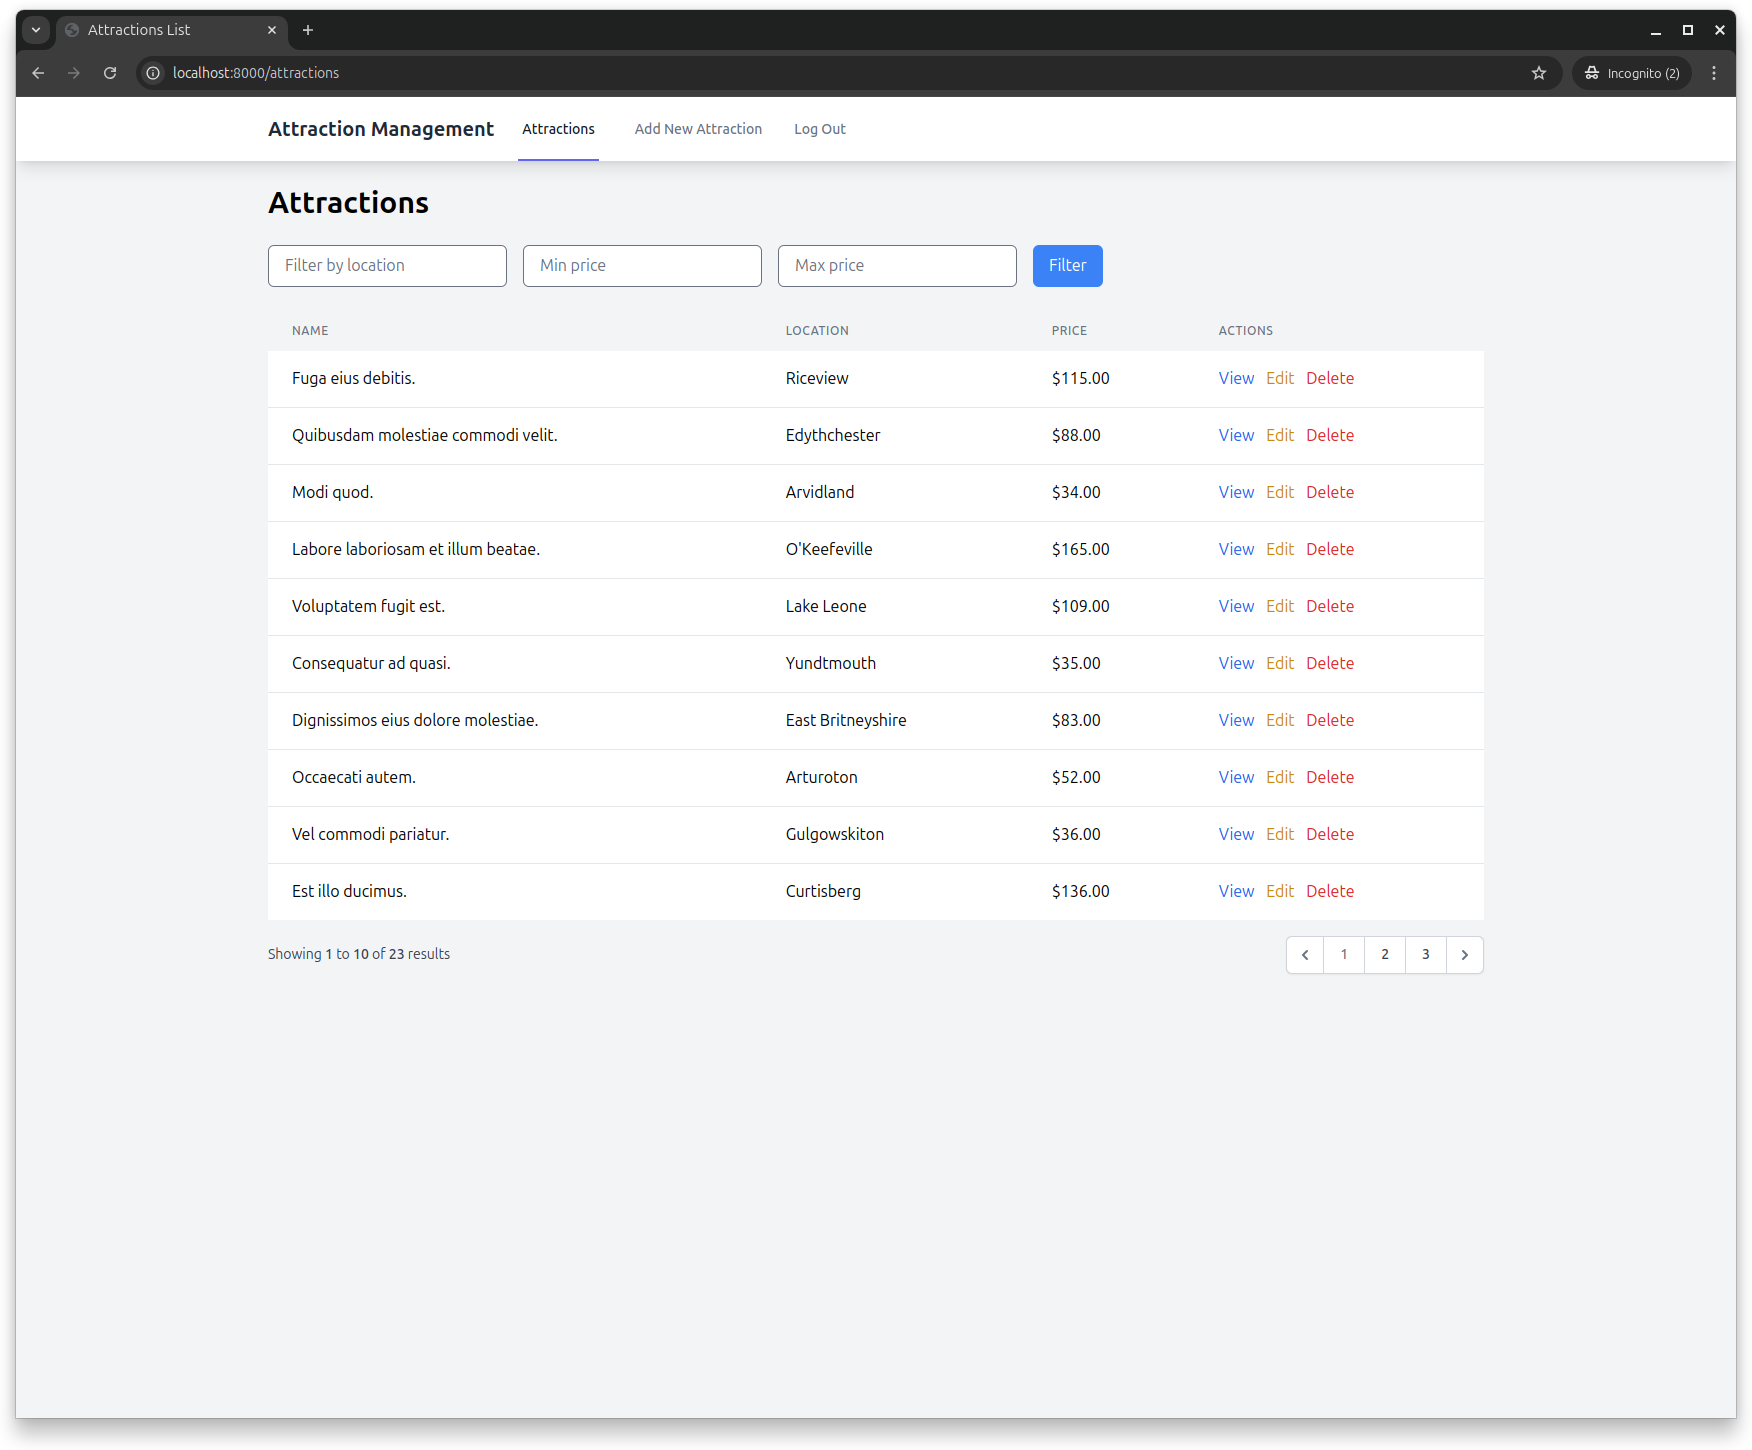 Attractions List
localhost:8000/attractions
Incognito (2)
Attraction Management Attractions Add New Attraction Log Out
Attractions
Filter by location Min price Max price Filter
NAME LOCATION PRICE ACTIONS
Fuga eius debitis. Riceview $115.00 View Edit Delete
Quibusdam molestiae commodi velit. Edythchester $88.00 View Edit Delete
Modi quod. Arvidland $34.00 View Edit Delete
Labore laboriosam et illum beatae. O'Keefeville $165.00 View Edit Delete
Voluptatem fugit est. Lake Leone $109.00 View Edit Delete
Consequatur ad quasi. Yundtmouth $35.00 View Edit Delete
Dignissimos eius dolore molestiae. East Britneyshire $83.00 View Edit Delete
Occaecati autem. Arturoton $52.00 View Edit Delete
Vel commodi pariatur. Gulgowskiton $36.00 View Edit Delete
Est illo ducimus. Curtisberg $136.00 View Edit Delete
Showing 1 to 10 of 23 results 1 2 3